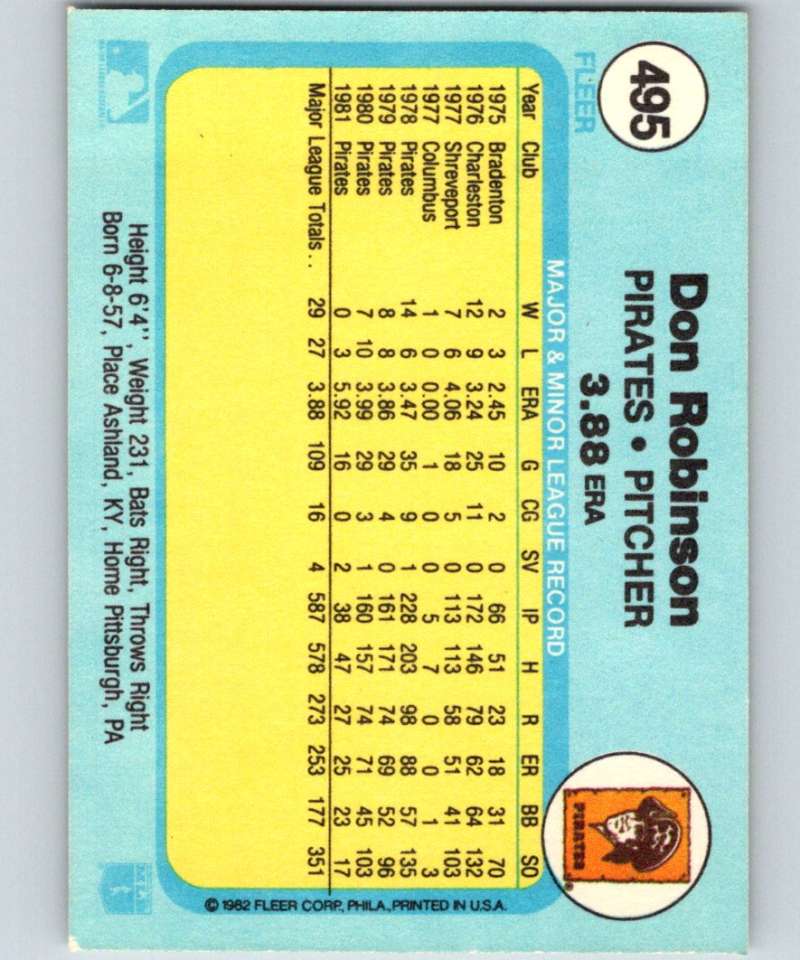 495
FLEER
Don Robinson
PIRATES • PITCHER
3.88 ERA
PIRATES
MAJOR & MINOR LEAGUE RECORD
Year Club W L ERA G CG SV IP H R ER BB SO
1975 Bradenton 2 3 2.45 10 2 0 66 51 23 18 31 70
1976 Charleston 12 9 3.24 25 11 0 172 146 79 62 64 132
1977 Shreveport 7 6 4.06 18 5 0 113 113 58 51 41 103
1977 Columbus 1 0 0.00 1 0 0 5 7 0 0 1 3
1978 Pirates 14 6 3.47 35 9 1 228 203 98 88 57 135
1979 Pirates 8 8 3.86 29 4 0 161 171 74 69 52 96
1980 Pirates 7 10 3.99 29 3 1 160 157 74 71 45 103
1981 Pirates 0 3 5.92 16 0 2 38 47 27 25 23 17
Major League Totals . . 29 27 3.88 109 16 4 587 578 273 253 177 351
© 1982 FLEER CORP., PHILA., PRINTED IN U.S.A.
Height 6'4", Weight 231, Bats Right, Throws Right
Born 6-8-57, Place Ashland, KY, Home Pittsburgh, PA